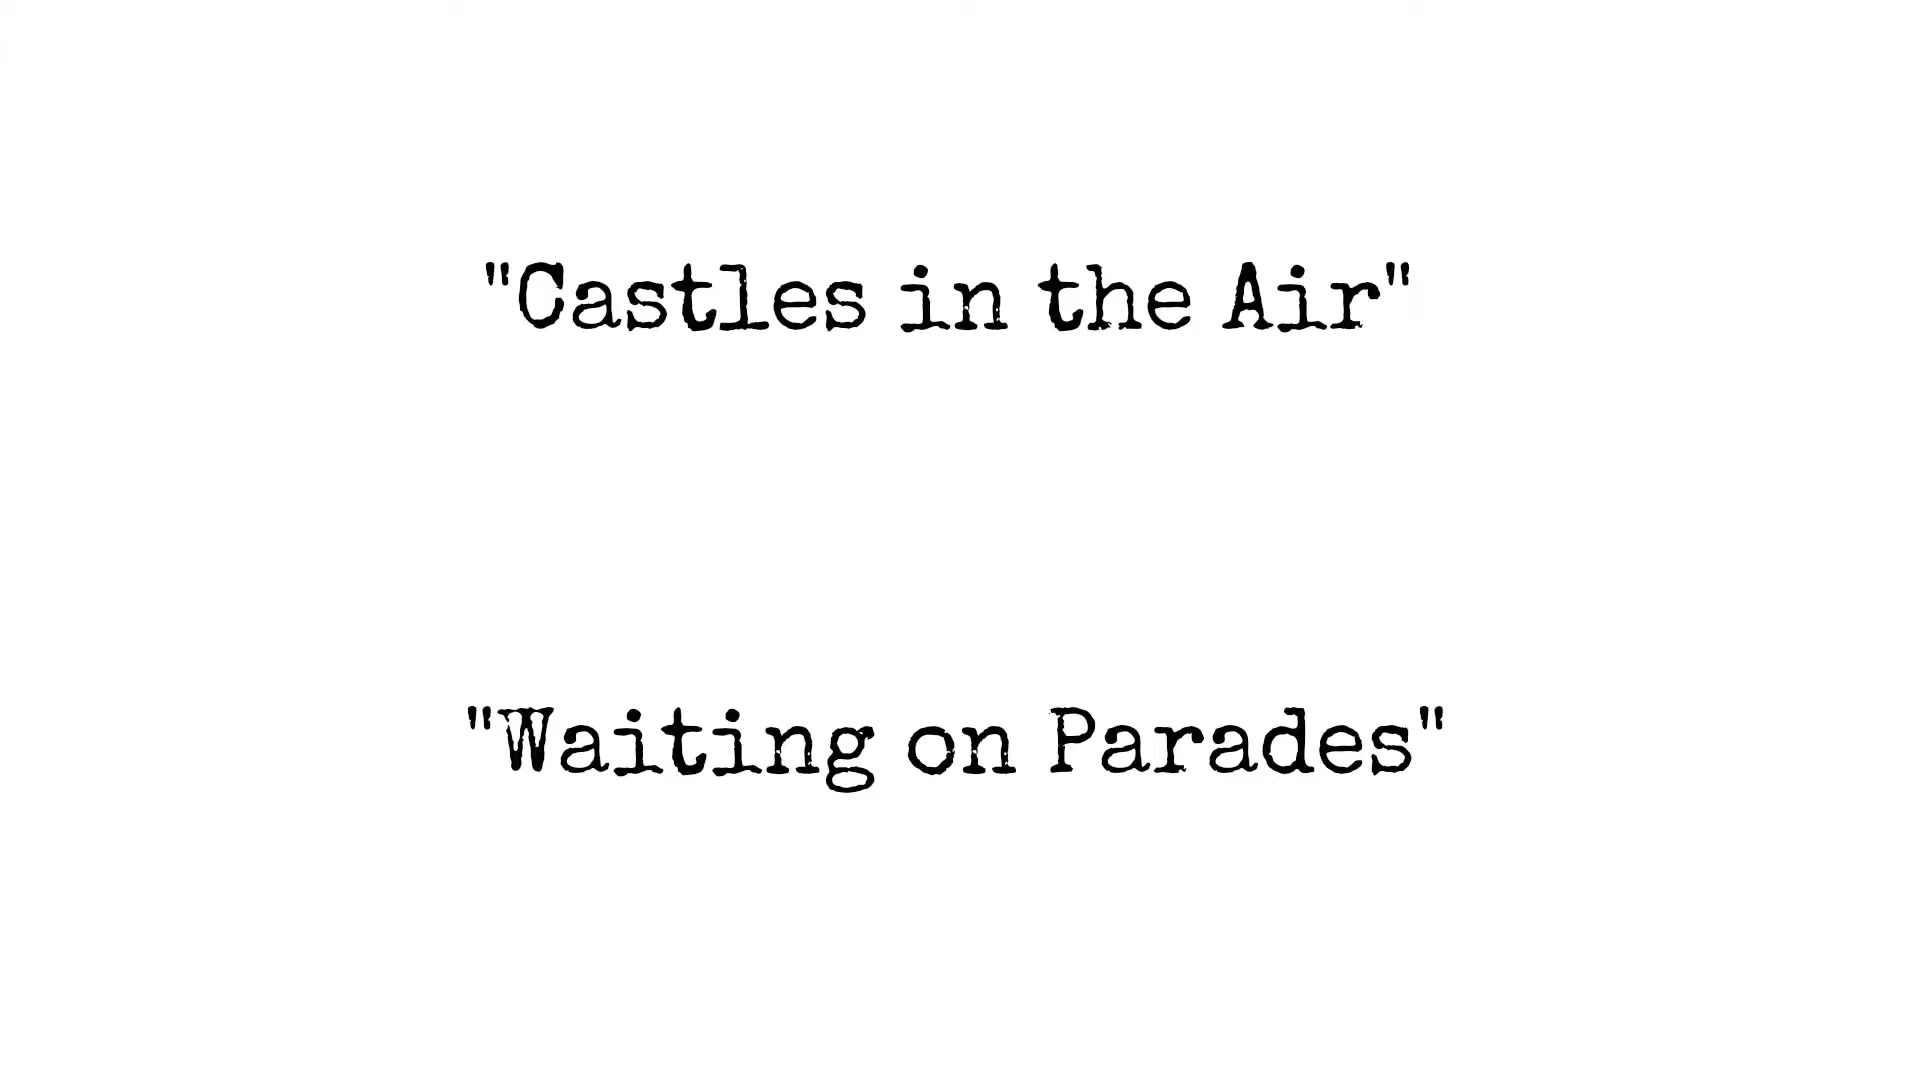 "Castles in the Air"
"Waiting on Parades"